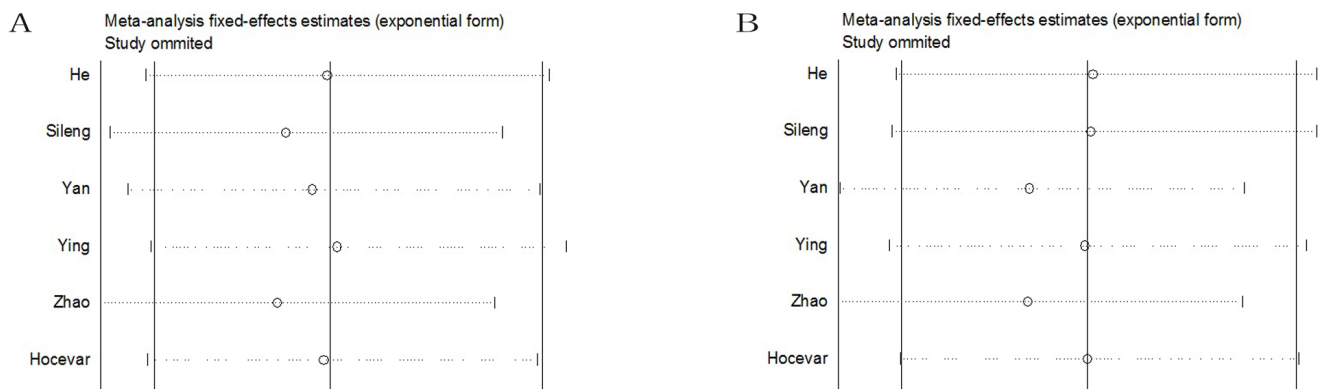 A
Meta-analysis fixed-effects estimates (exponential form)
Study ommited
He
Sileng
Yan
Ying
Zhao
Hocevar
B
Meta-analysis fixed-effects estimates (exponential form)
Study ommited
He
Sileng
Yan
Ying
Zhao
Hocevar